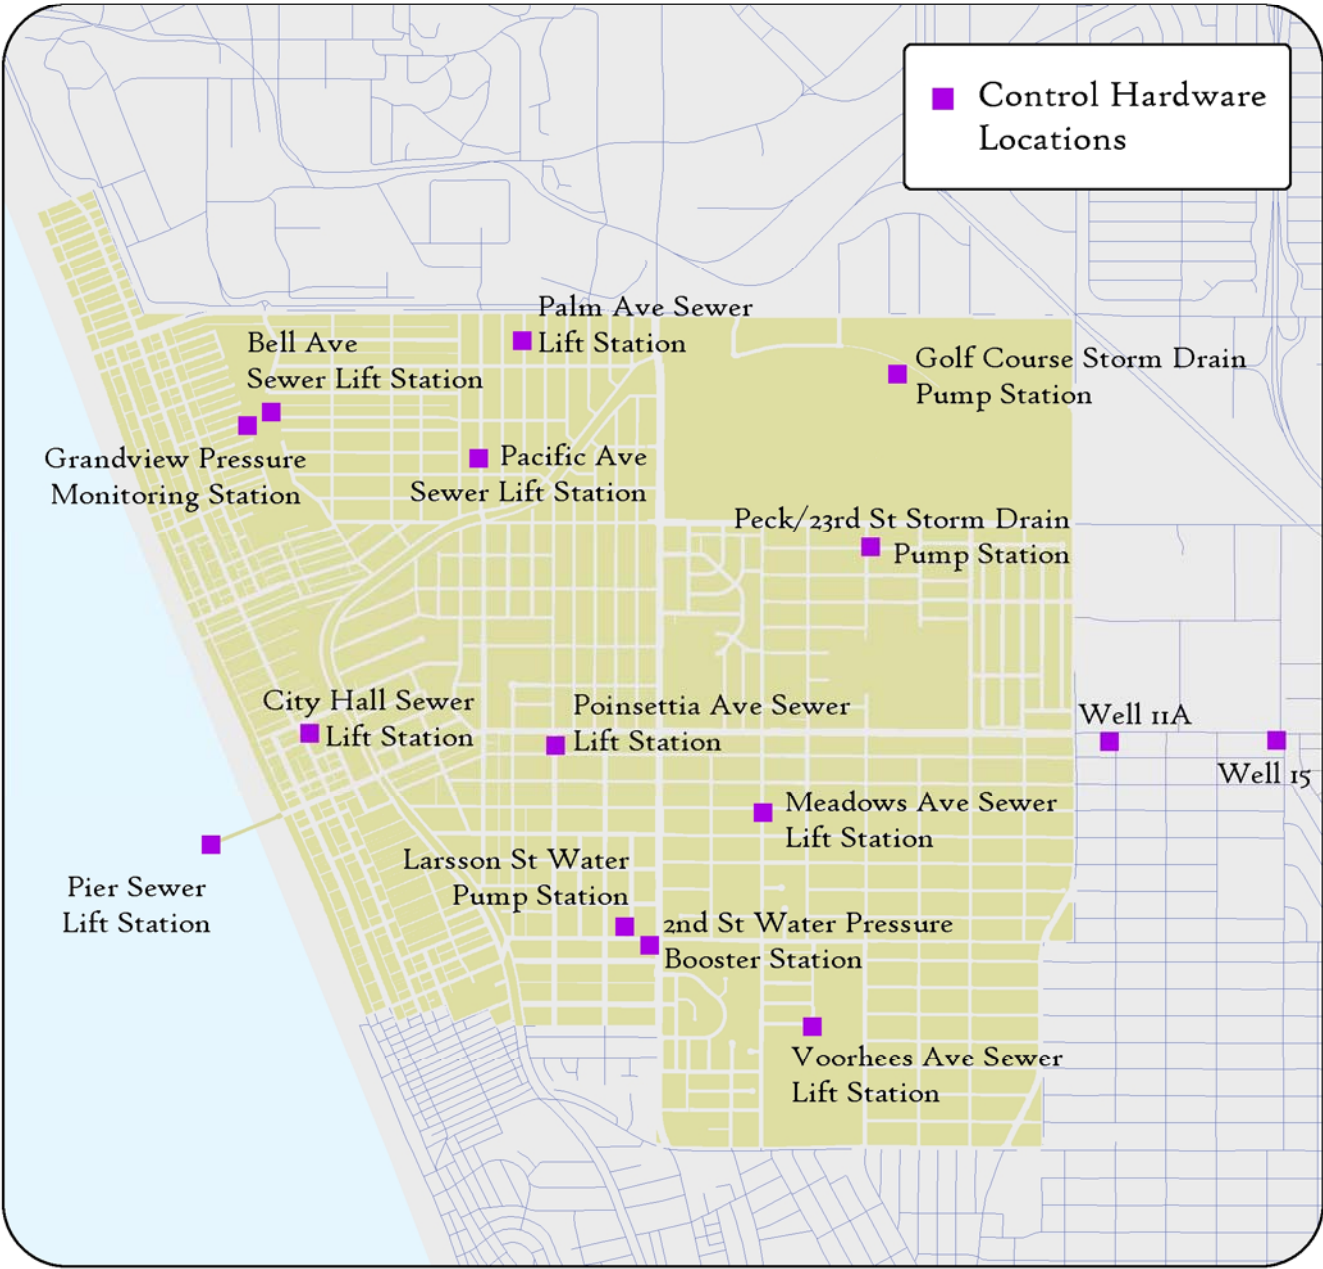 Control Hardware
Locations
Palm Ave Sewer
Lift Station
Bell Ave
Sewer Lift Station
Golf Course Storm Drain
Pump Station
Grandview Pressure
Monitoring Station
Pacific Ave
Sewer Lift Station
Peck/23rd St Storm Drain
Pump Station
City Hall Sewer
Lift Station
Poinsettia Ave Sewer
Lift Station
Well 11A
Well 15
Meadows Ave Sewer
Lift Station
Larsson St Water
Pump Station
Pier Sewer
Lift Station
2nd St Water Pressure
Booster Station
Voorhees Ave Sewer
Lift Station